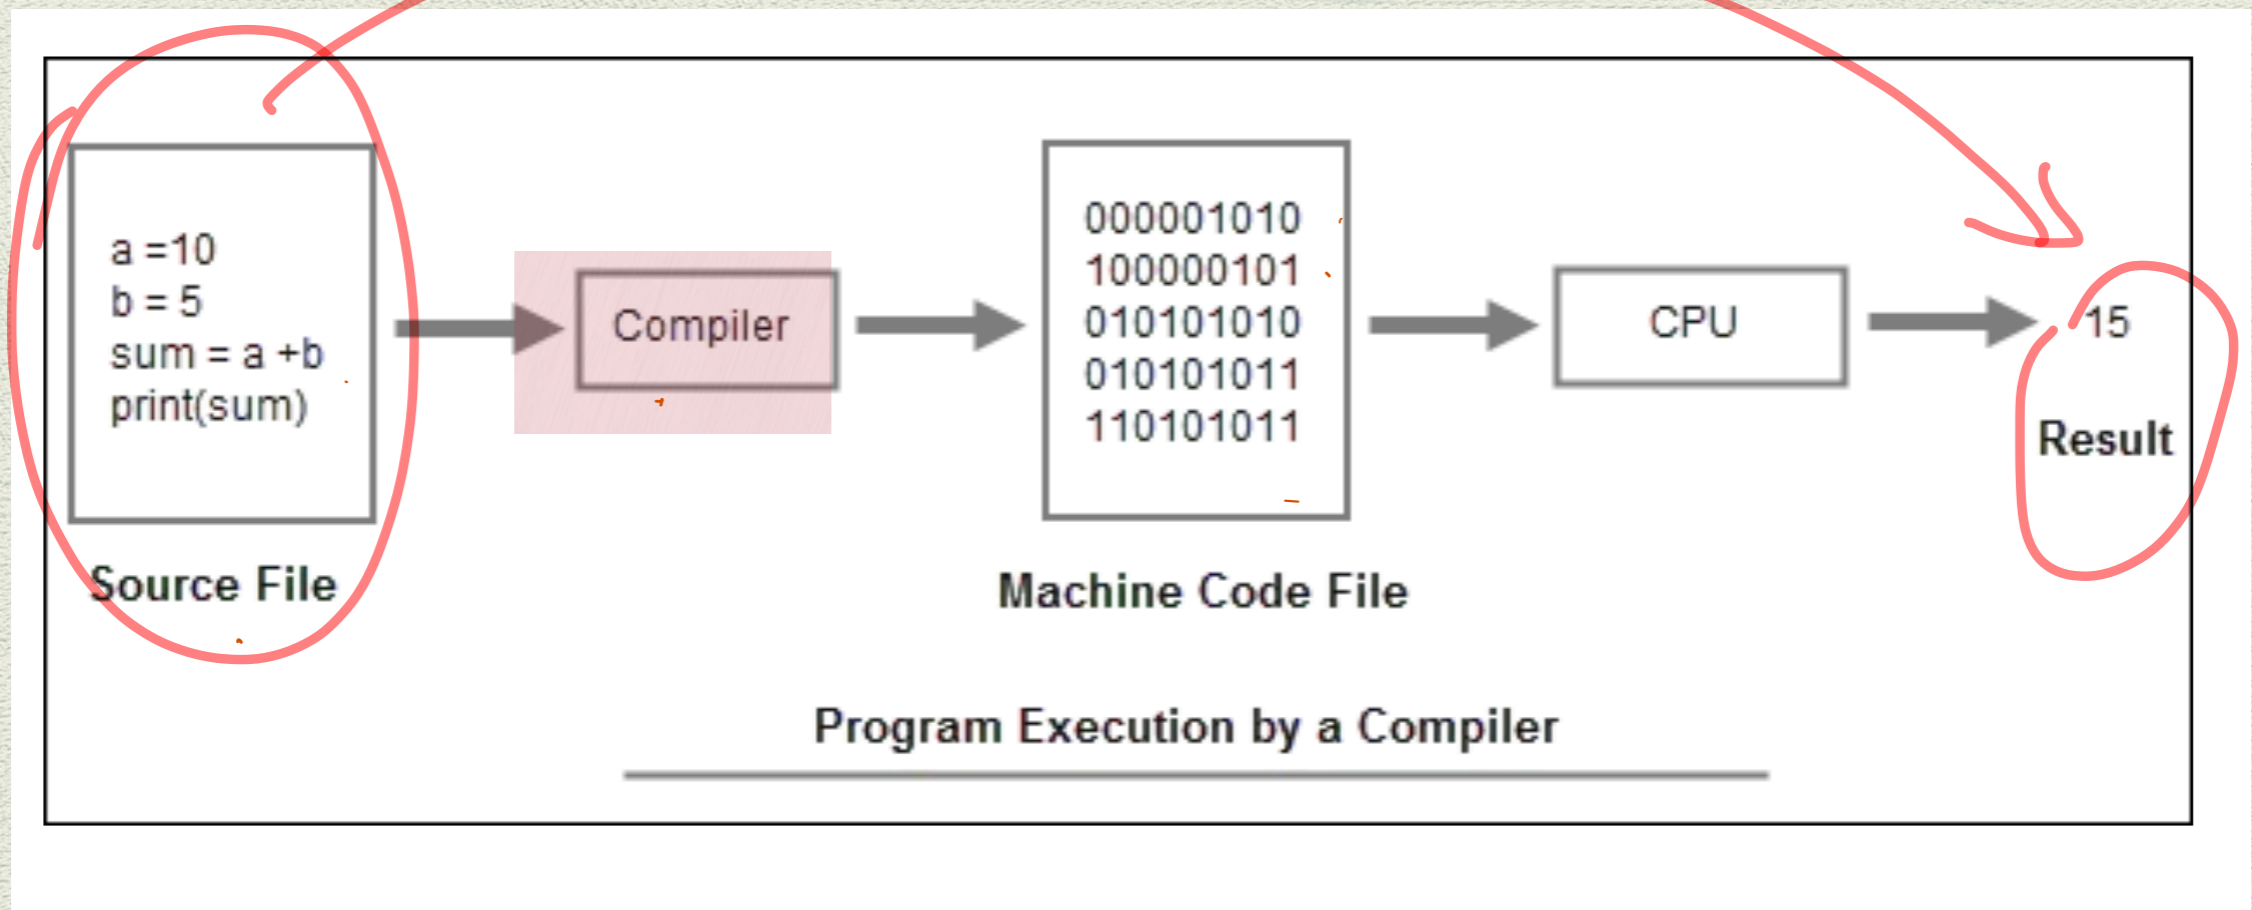 a =10
b = 5
sum = a +b
print(sum)
Source File
Compiler
000001010
100000101
010101010
010101011
110101011
Machine Code File
CPU
15
Result
Program Execution by a Compiler